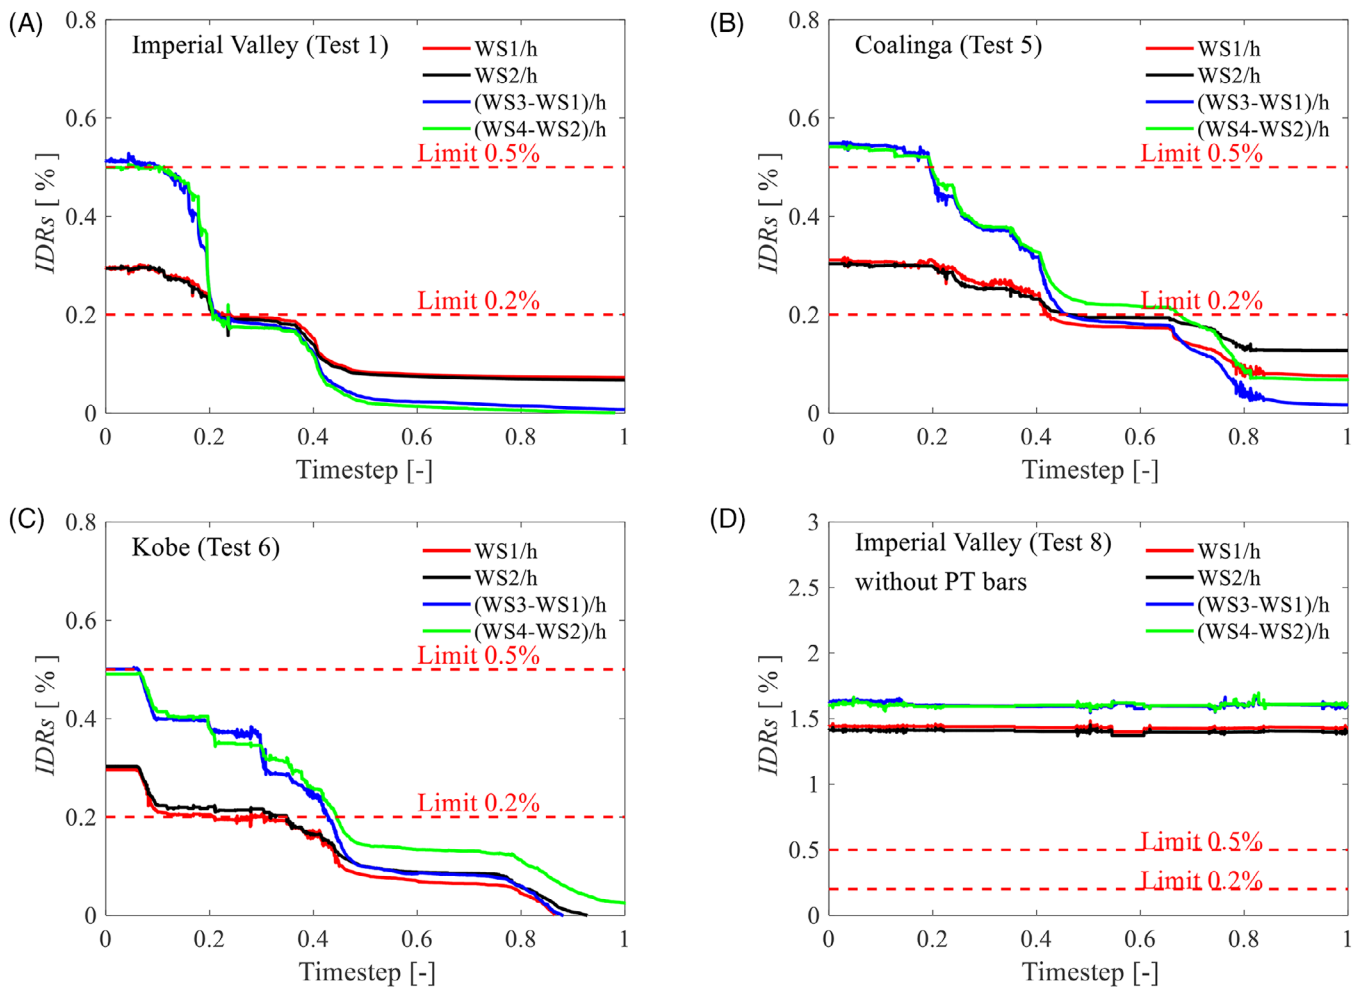 (A)
Imperial Valley (Test 1)
WS1/h
WS2/h
(WS3-WS1)/h
(WS4-WS2)/h
Limit 0.5%
Limit 0.2%
IDRs [ % ]
0.8
0.6
0.4
0.2
0
0 0.2 0.4 0.6 0.8 1
Timestep [-]
(B)
Coalinga (Test 5)
WS1/h
WS2/h
(WS3-WS1)/h
(WS4-WS2)/h
Limit 0.5%
Limit 0.2%
IDRs [ % ]
0.8
0.6
0.4
0.2
0
0 0.2 0.4 0.6 0.8 1
Timestep [-]
(C)
Kobe (Test 6)
WS1/h
WS2/h
(WS3-WS1)/h
(WS4-WS2)/h
Limit 0.5%
Limit 0.2%
IDRs [ % ]
0.8
0.6
0.4
0.2
0
0 0.2 0.4 0.6 0.8 1
Timestep [-]
(D)
Imperial Valley (Test 8)
without PT bars
WS1/h
WS2/h
(WS3-WS1)/h
(WS4-WS2)/h
Limit 0.5%
Limit 0.2%
IDRs [ % ]
3
2.5
2
1.5
1
0.5
0
0 0.2 0.4 0.6 0.8 1
Timestep [-]